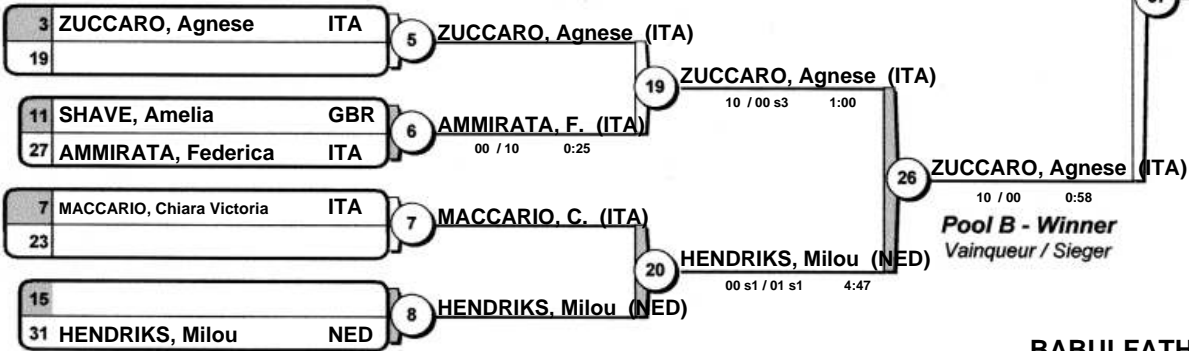 3 ZUCCARO, Agnese ITA
19
5 ZUCCARO, Agnese (ITA)
19 ZUCCARO, Agnese (ITA)
10 / 00 s3 1:00
11 SHAVE, Amelia GBR
27 AMMIRATA, Federica ITA
6 AMMIRATA, F. (ITA)
00 / 10 0:25
26 ZUCCARO, Agnese (ITA)
10 / 00 0:58
Pool B - Winner
Vainqueur / Sieger
7 MACCARIO, Chiara Victoria ITA
23
7 MACCARIO, C. (ITA)
20 HENDRIKS, Milou (NED)
00 s1 / 01 s1 4:47
15
31 HENDRIKS, Milou NED
8 HENDRIKS, Milou (NED)